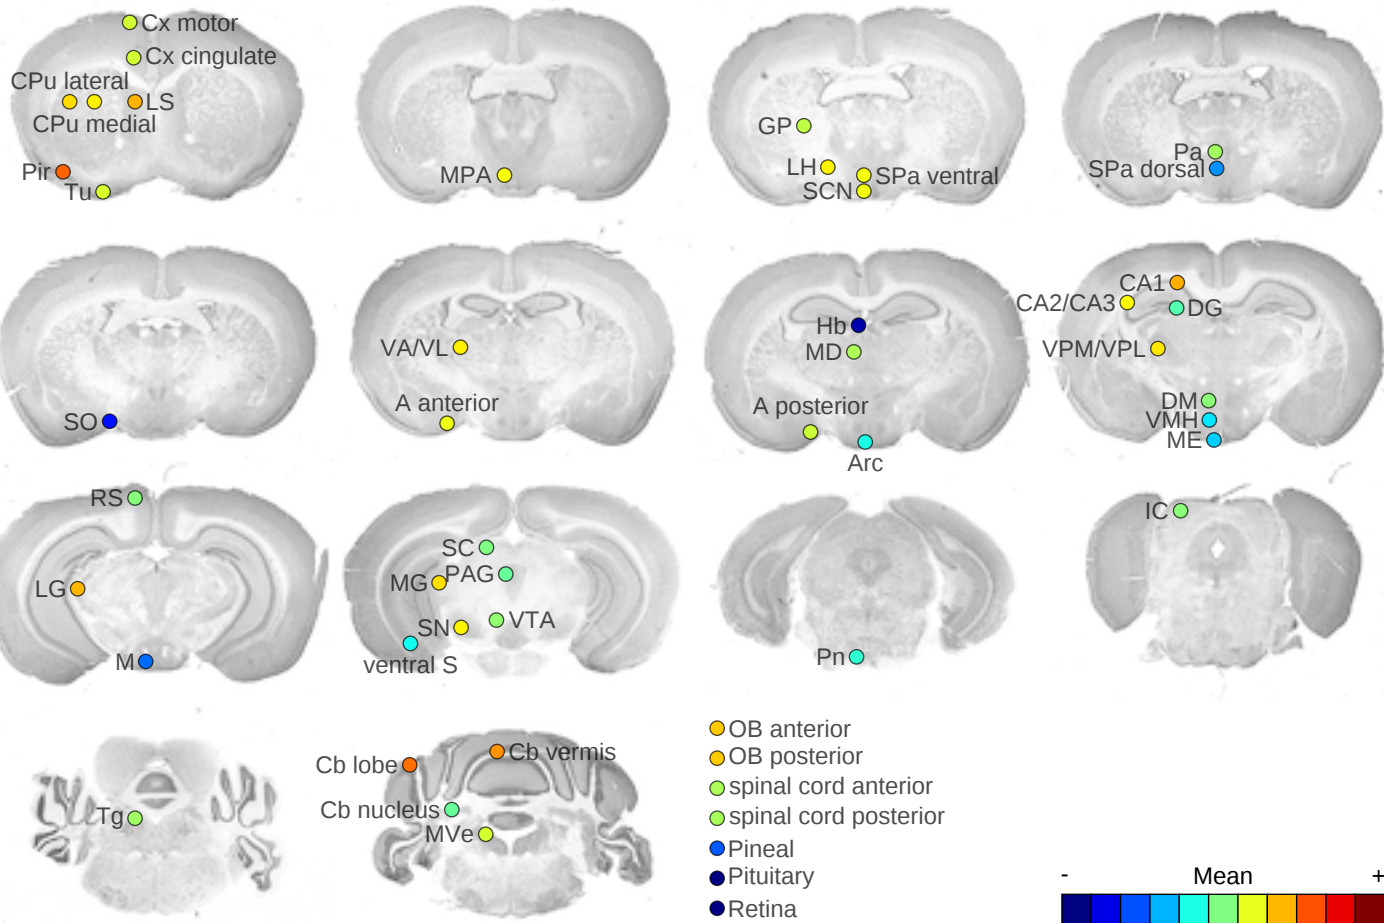 Cx motor
Cx cingulate
CPu lateral
LS
CPu medial
Pir
Tu
MPA
GP
LH
SPa ventral
SCN
Pa
SPa dorsal
SO
VA/VL
A anterior
Hb
MD
A posterior
Arc
CA1
CA2/CA3
DG
VPM/VPL
DM
VMH
ME
RS
LG
M
SC
MG
PAG
SN
VTA
ventral S
Pn
IC
Tg
Cb lobe
Cb vermis
Cb nucleus
MVe
OB anterior
OB posterior
spinal cord anterior
spinal cord posterior
Pineal
Pituitary
Retina
- Mean +